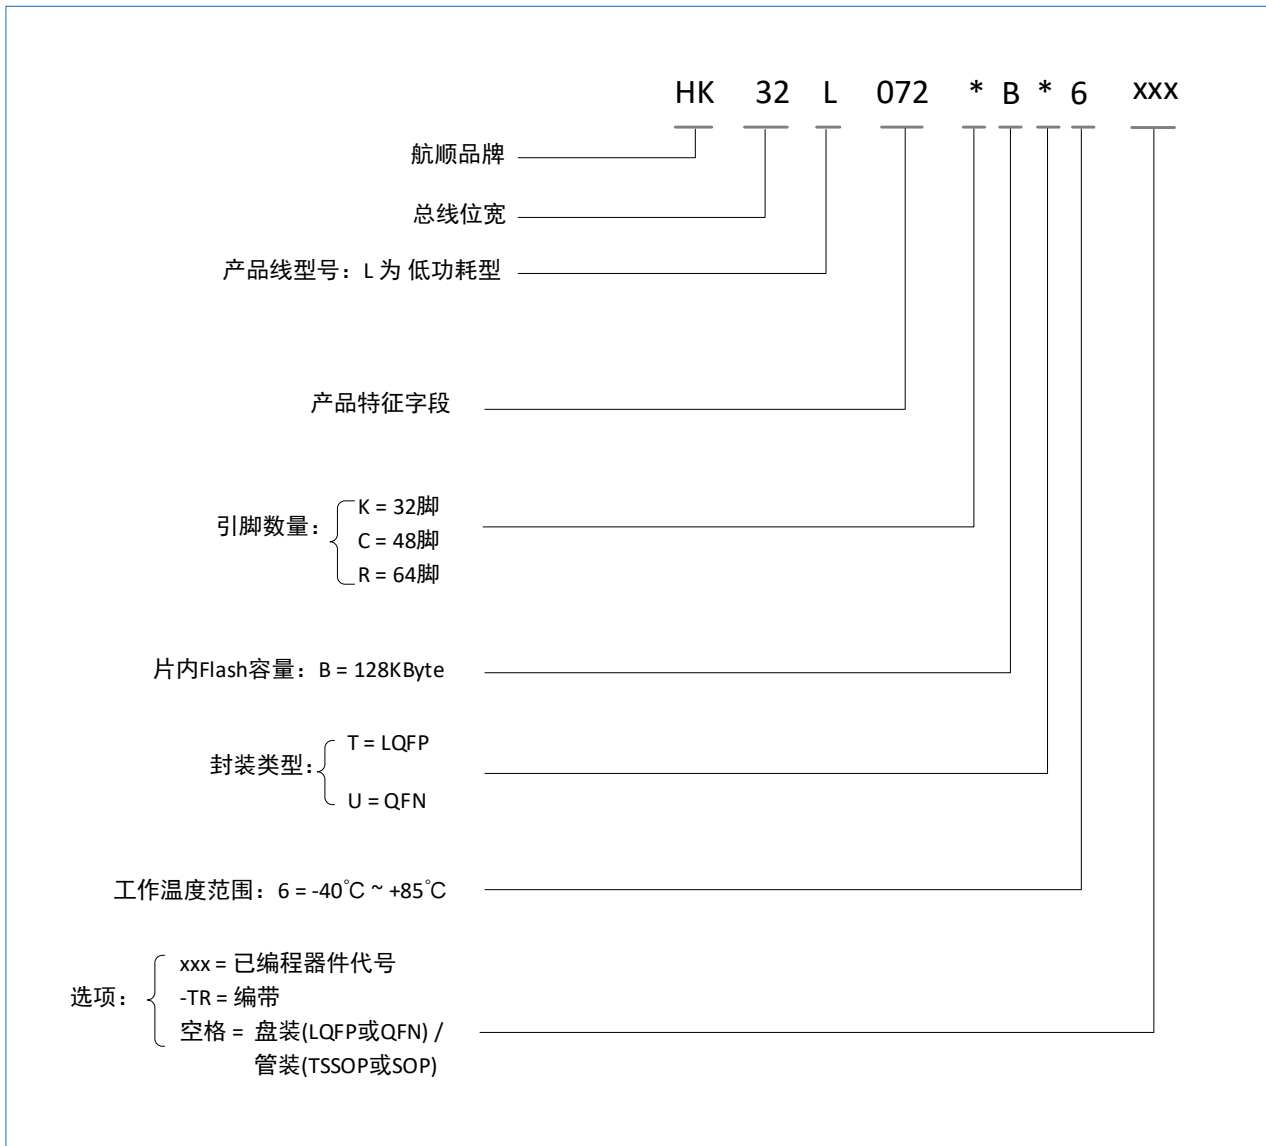 HK 32 L 072 * B * 6 xxx
航顺品牌
总线位宽
产品线型号：L 为 低功耗型
产品特征字段
引脚数量：
K = 32脚
C = 48脚
R = 64脚
片内Flash容量：B = 128KByte
封装类型：
T = LQFP
U = QFN
工作温度范围：6 = -40℃ ~ +85℃
选项：
xxx = 已编程器件代号
-TR = 编带
空格 = 盘装(LQFP或QFN) /
管装(TSSOP或SOP)